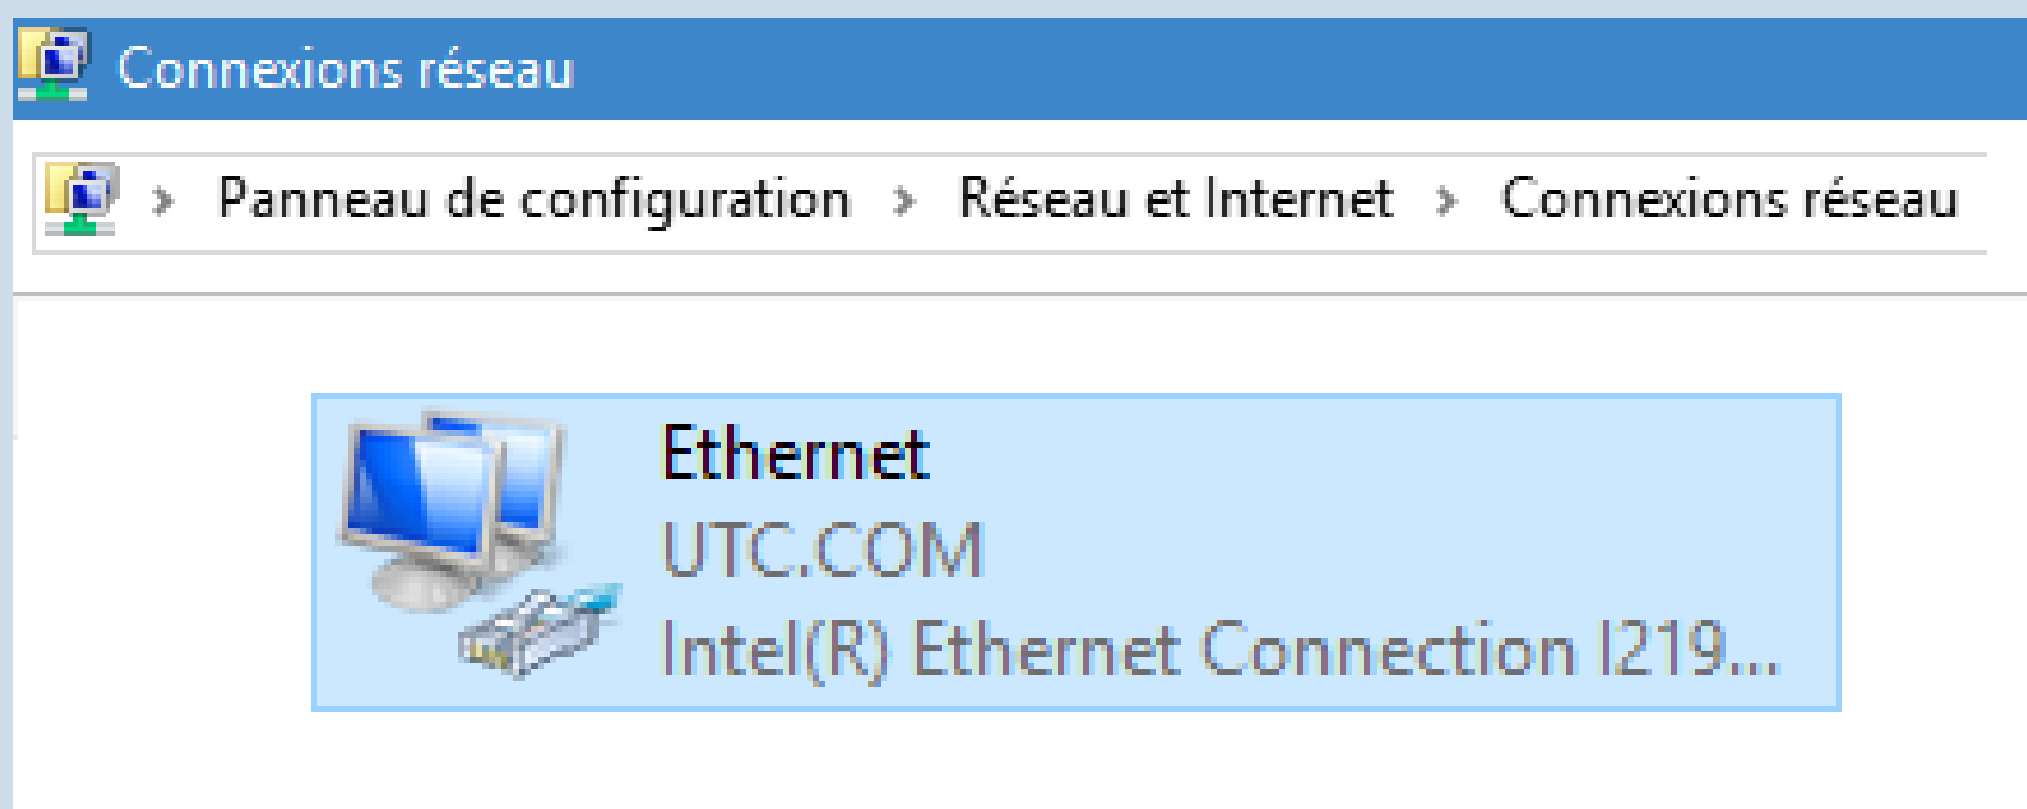 Connexions réseau
Panneau de configuration › Réseau et Internet › Connexions réseau
Ethernet
UTC.COM
Intel(R) Ethernet Connection I219...